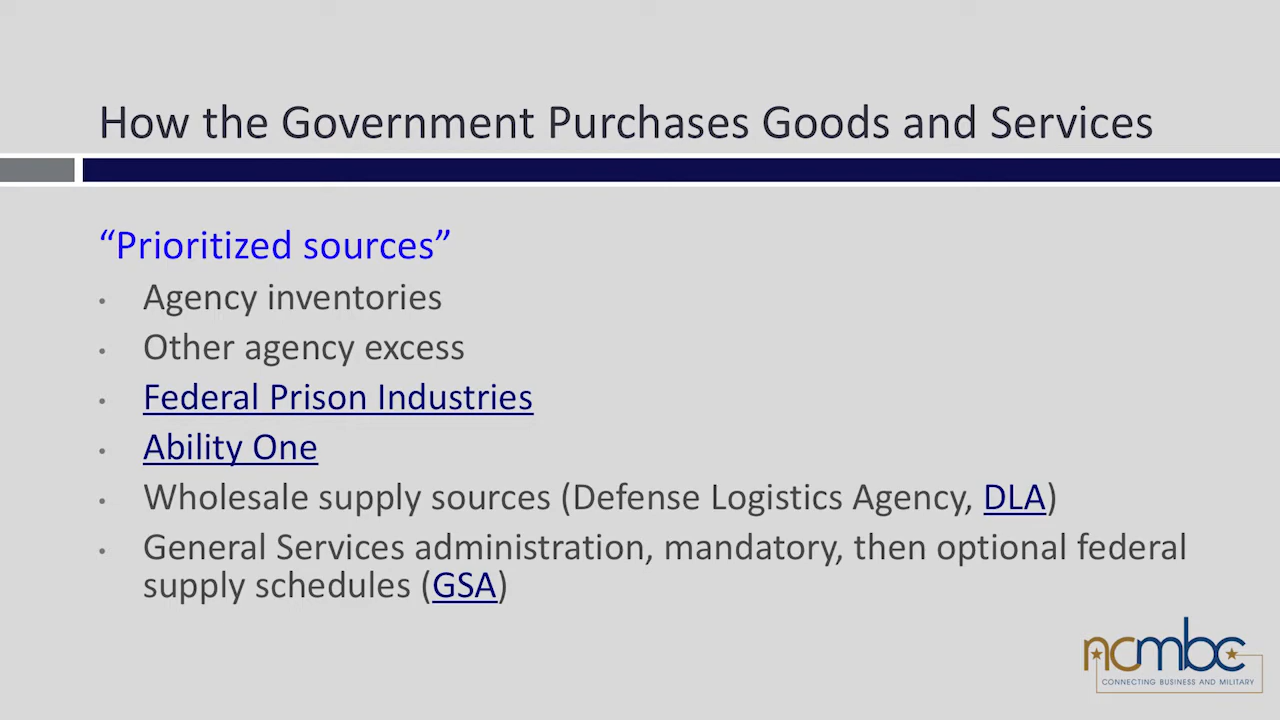 How the Government Purchases Goods and Services
“Prioritized sources”
• Agency inventories
• Other agency excess
• Federal Prison Industries
• Ability One
• Wholesale supply sources (Defense Logistics Agency, DLA)
• General Services administration, mandatory, then optional federal
supply schedules (GSA)
ncmbc
CONNECTING BUSINESS AND MILITARY